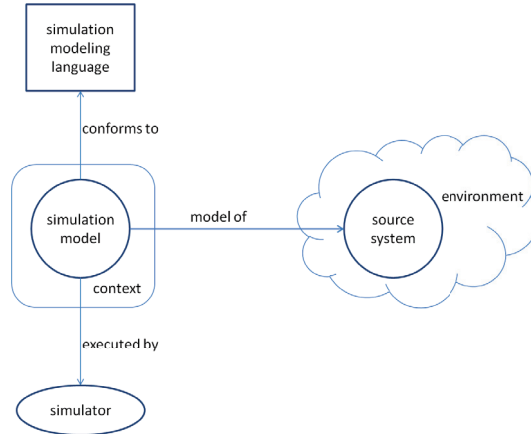 simulation
modeling
language
conforms to
simulation
model
context
model of
source
system
environment
executed by
simulator